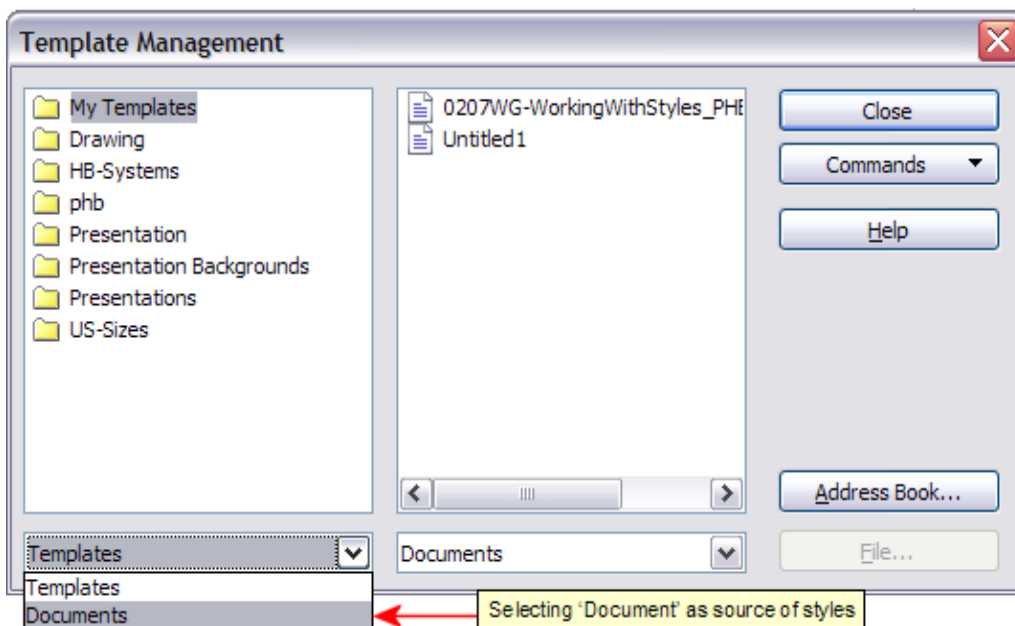 Template Management
My Templates
Drawing
HB-Systems
phb
Presentation
Presentation Backgrounds
Presentations
US-Sizes
0207WG-WorkingWithStyles_PHB
Untitled1
Close
Commands
Help
Address Book...
File...
Templates
Documents
Templates
Documents
Selecting ‘Document’ as source of styles